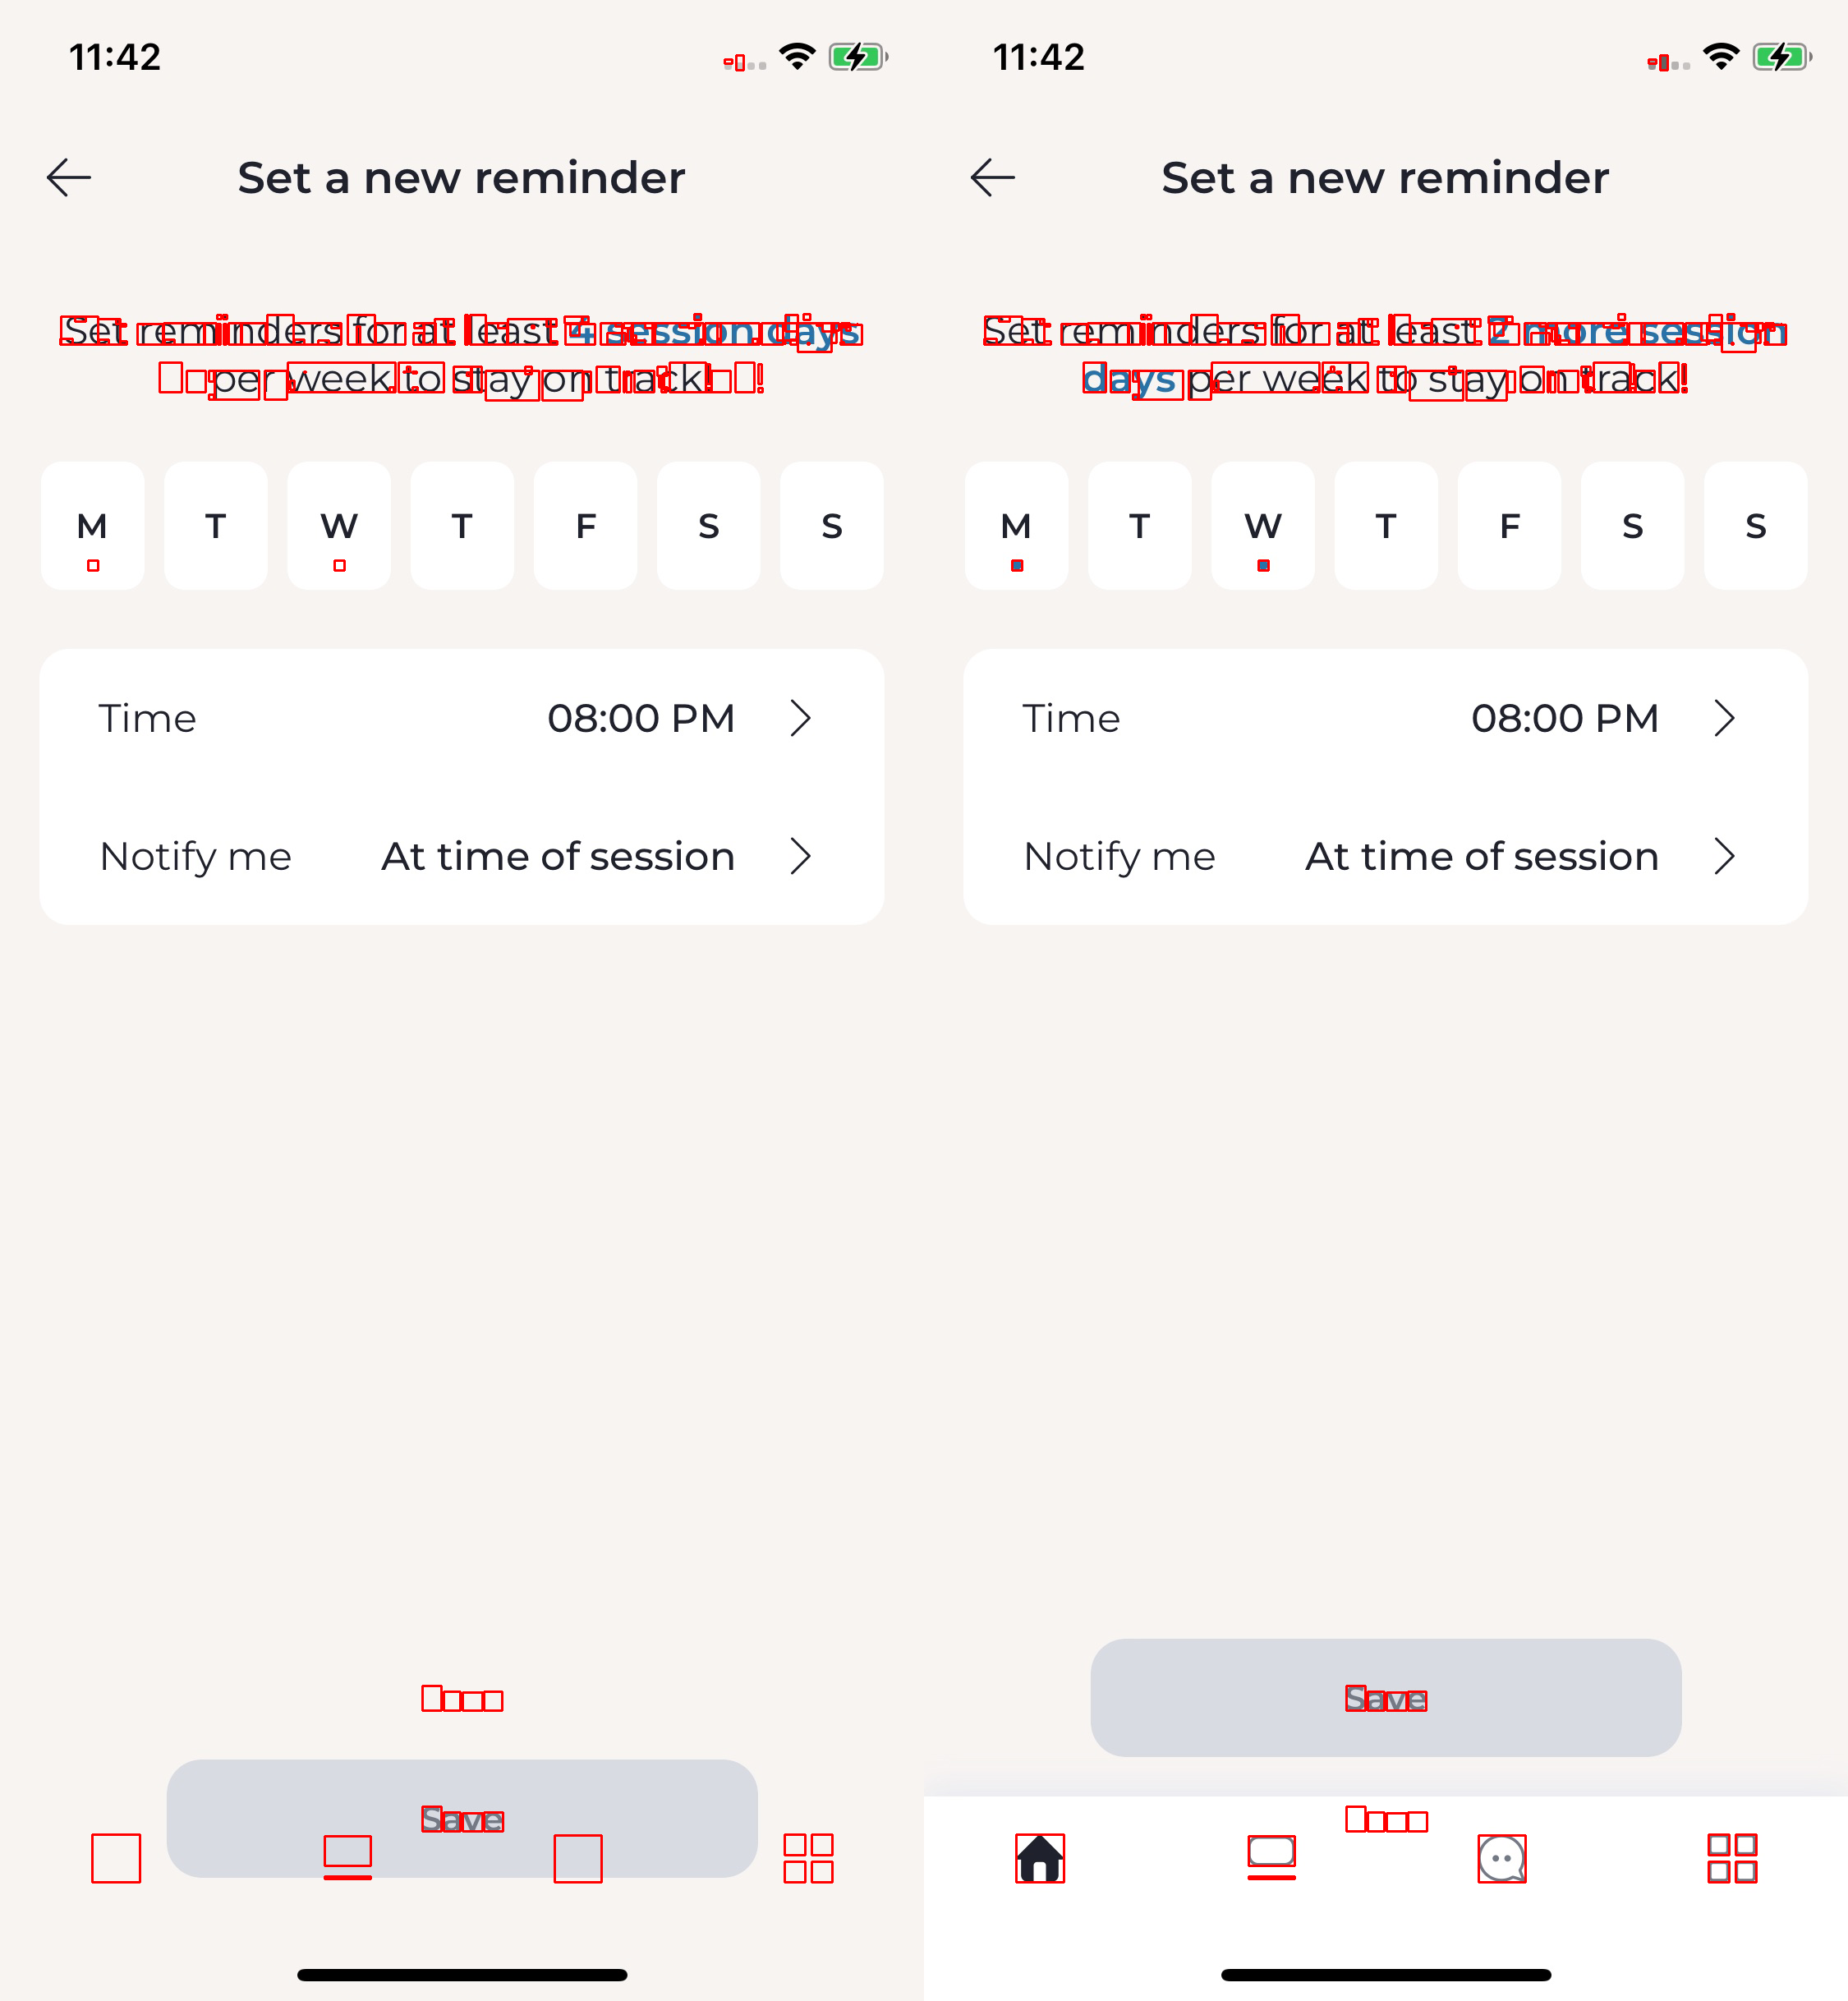 11:42
Set a new reminder
Set reminders for at least 4 session days
per week to stay on track!
M T W T F S S
Time 08:00 PM
Notify me At time of session
Save
11:42
Set a new reminder
Set reminders for at least 2 more session
days per week to stay on track!
M T W T F S S
Time 08:00 PM
Notify me At time of session
Save